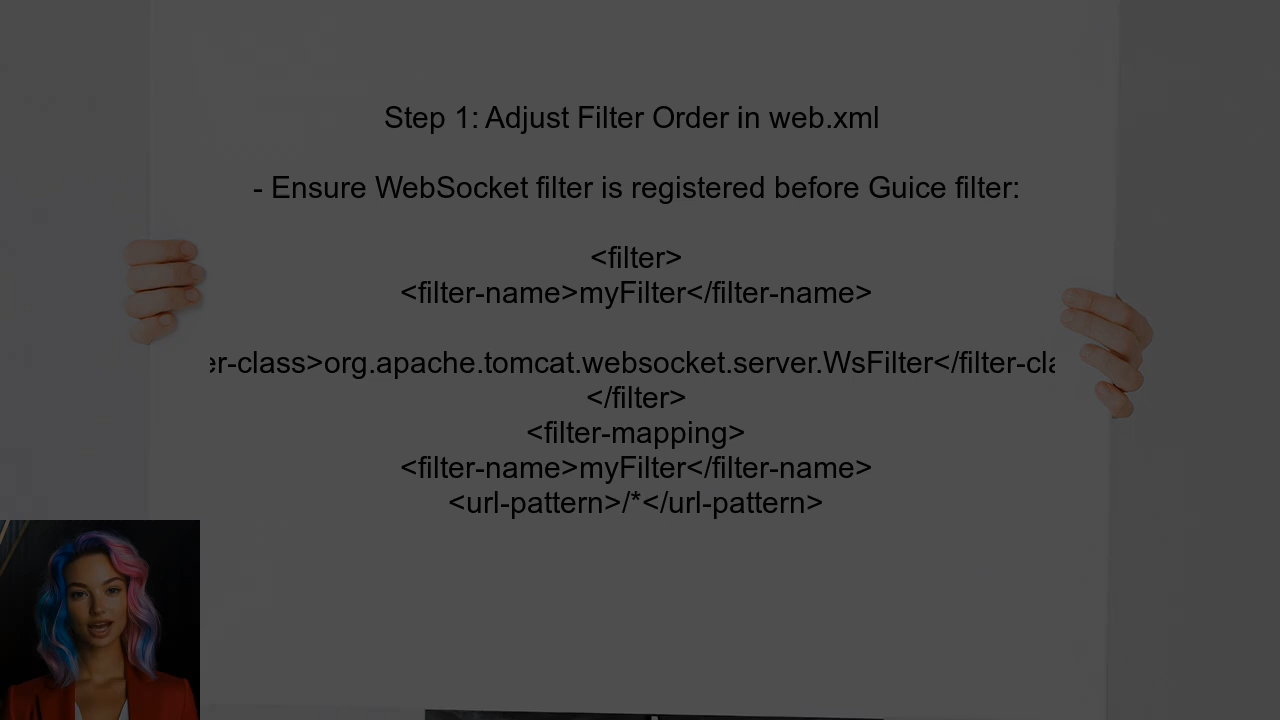 Step 1: Adjust Filter Order in web.xml
- Ensure WebSocket filter is registered before Guice filter:
<filter>
<filter-name>myFilter</filter-name>
er-class>org.apache.tomcat.websocket.server.WsFilter</filter-cla
</filter>
<filter-mapping>
<filter-name>myFilter</filter-name>
<url-pattern>/*</url-pattern>